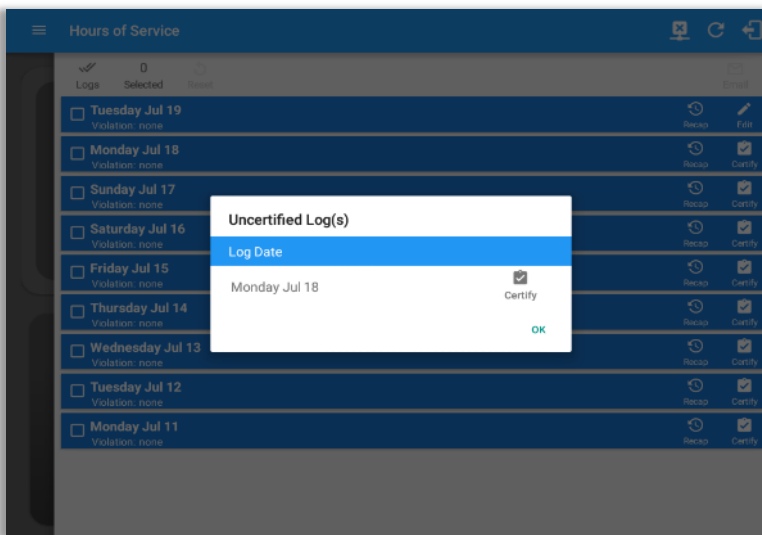 Hours of Service
0
Logs Selected Reset
Email
Tuesday Jul 19
Violation: none
Recap Edit
Monday Jul 18
Violation: none
Recap Certify
Sunday Jul 17
Violation: none
Recap Certify
Saturday Jul 16
Violation: none
Recap Certify
Friday Jul 15
Violation: none
Recap Certify
Thursday Jul 14
Violation: none
Recap Certify
Wednesday Jul 13
Violation: none
Recap Certify
Tuesday Jul 12
Violation: none
Recap Certify
Monday Jul 11
Violation: none
Recap Certify
Uncertified Log(s)
Log Date
Monday Jul 18
Certify
OK